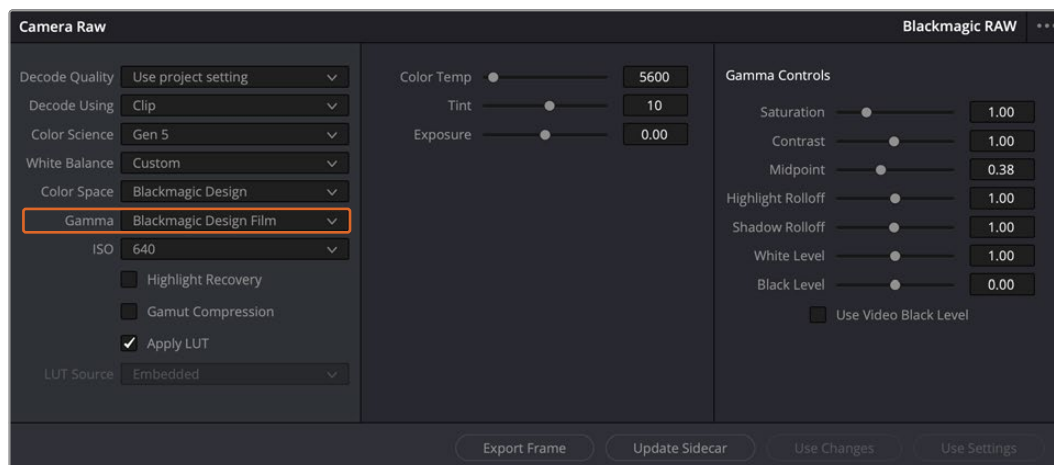 Camera Raw
Blackmagic RAW
Decode Quality Use project setting
Decode Using Clip
Color Science Gen 5
White Balance Custom
Color Space Blackmagic Design
Gamma Blackmagic Design Film
ISO 640
Highlight Recovery
Gamut Compression
Apply LUT
LUT Source Embedded
Color Temp 5600
Tint 10
Exposure 0.00
Gamma Controls
Saturation 1.00
Contrast 1.00
Midpoint 0.38
Highlight Rolloff 1.00
Shadow Rolloff 1.00
White Level 1.00
Black Level 0.00
Use Video Black Level
Export Frame
Update Sidecar
Use Changes
Use Settings